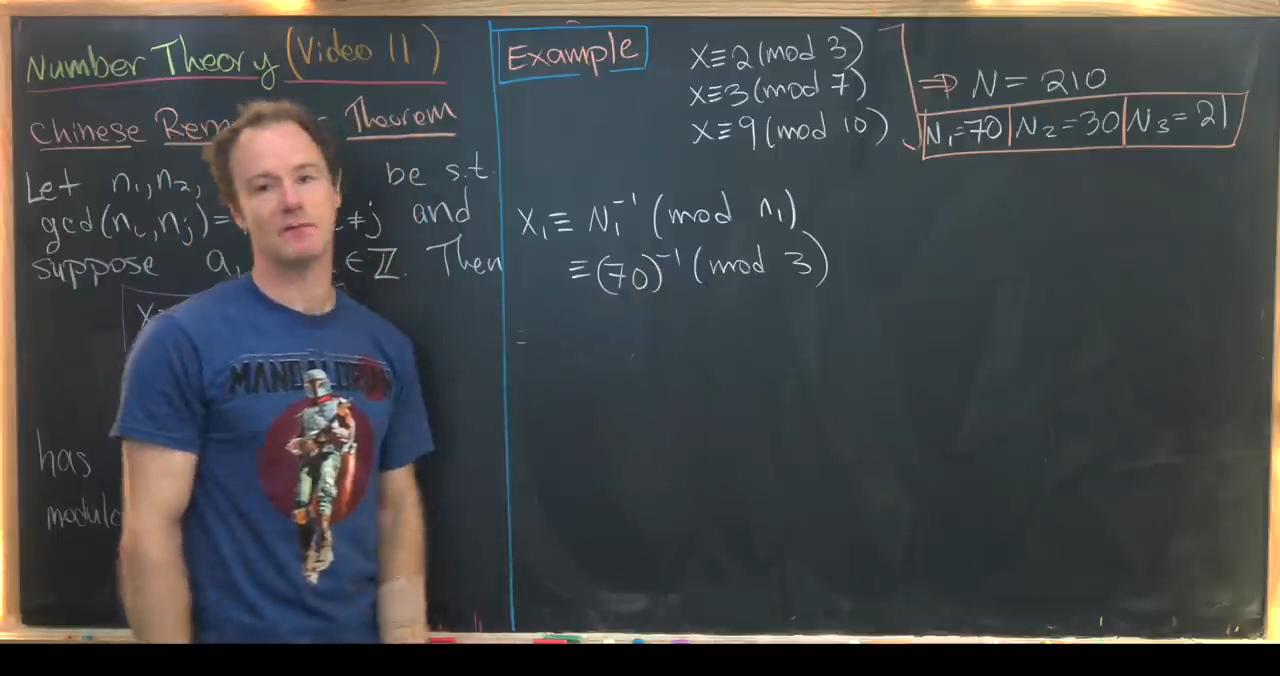 Number Theory (Video 11)
Chinese Rem Theorem
Let n₁, n₂, be s.t.
gcd(nᵢ, nⱼ) = ≠ j and
suppose a₁ ∈ ℤ. Then
X
has
modulo
Example
X ≡ 2 (mod 3)
X ≡ 3 (mod 7)
X ≡ 9 (mod 10)
⇒ N = 210
N₁ = 70 N₂ = 30 N₃ = 21
X₁ ≡ N₁⁻¹ (mod n₁)
≡ (70)⁻¹ (mod 3)
=
MANDALORIAN